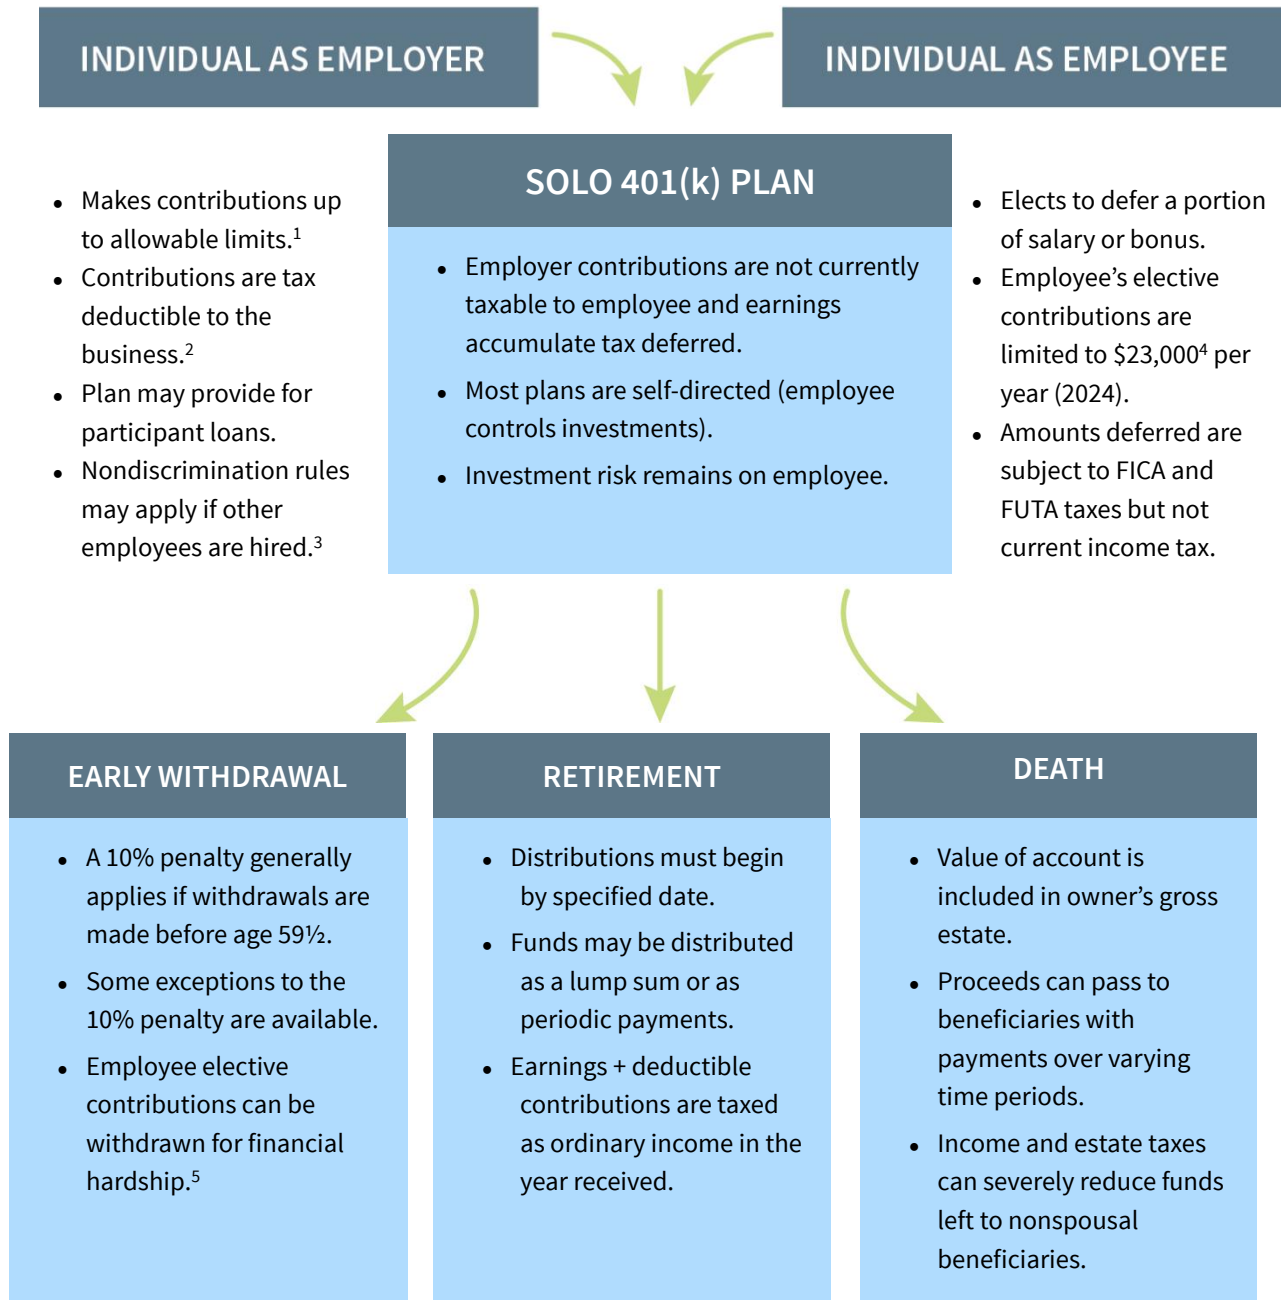 INDIVIDUAL AS EMPLOYER
INDIVIDUAL AS EMPLOYEE
• Makes contributions up
to allowable limits.¹
• Contributions are tax
deductible to the
business.²
• Plan may provide for
participant loans.
• Nondiscrimination rules
may apply if other
employees are hired.³
SOLO 401(k) PLAN
• Employer contributions are not currently
taxable to employee and earnings
accumulate tax deferred.
• Most plans are self-directed (employee
controls investments).
• Investment risk remains on employee.
• Elects to defer a portion
of salary or bonus.
• Employee’s elective
contributions are
limited to $23,000⁴ per
year (2024).
• Amounts deferred are
subject to FICA and
FUTA taxes but not
current income tax.
EARLY WITHDRAWAL
• A 10% penalty generally
applies if withdrawals are
made before age 59½.
• Some exceptions to the
10% penalty are available.
• Employee elective
contributions can be
withdrawn for financial
hardship.⁵
RETIREMENT
• Distributions must begin
by specified date.
• Funds may be distributed
as a lump sum or as
periodic payments.
• Earnings + deductible
contributions are taxed
as ordinary income in the
year received.
DEATH
• Value of account is
included in owner’s gross
estate.
• Proceeds can pass to
beneficiaries with
payments over varying
time periods.
• Income and estate taxes
can severely reduce funds
left to nonspousal
beneficiaries.